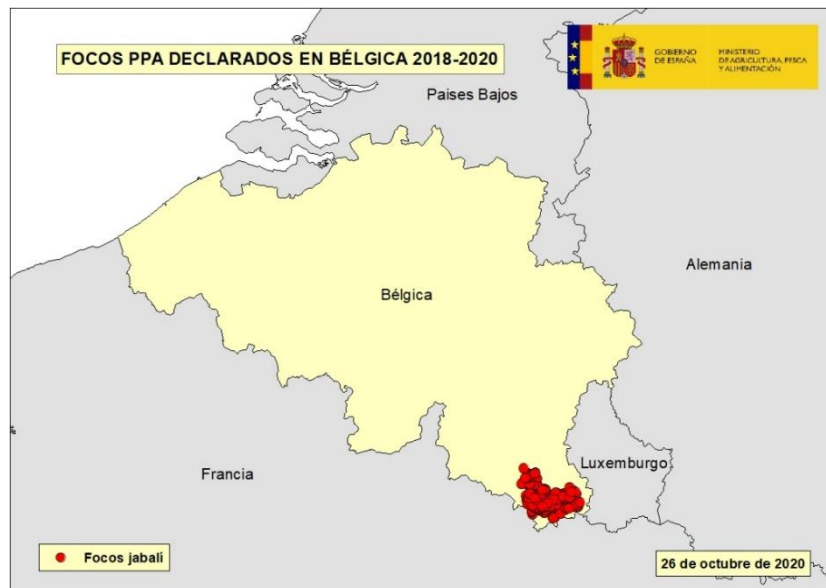 FOCOS PPA DECLARADOS EN BÉLGICA 2018-2020
GOBIERNO
DE ESPAÑA
MINISTERIO
DE AGRICULTURA, PESCA
Y ALIMENTACIÓN
Paises Bajos
Alemania
Bélgica
Luxemburgo
Francia
Focos jabalí
26 de octubre de 2020